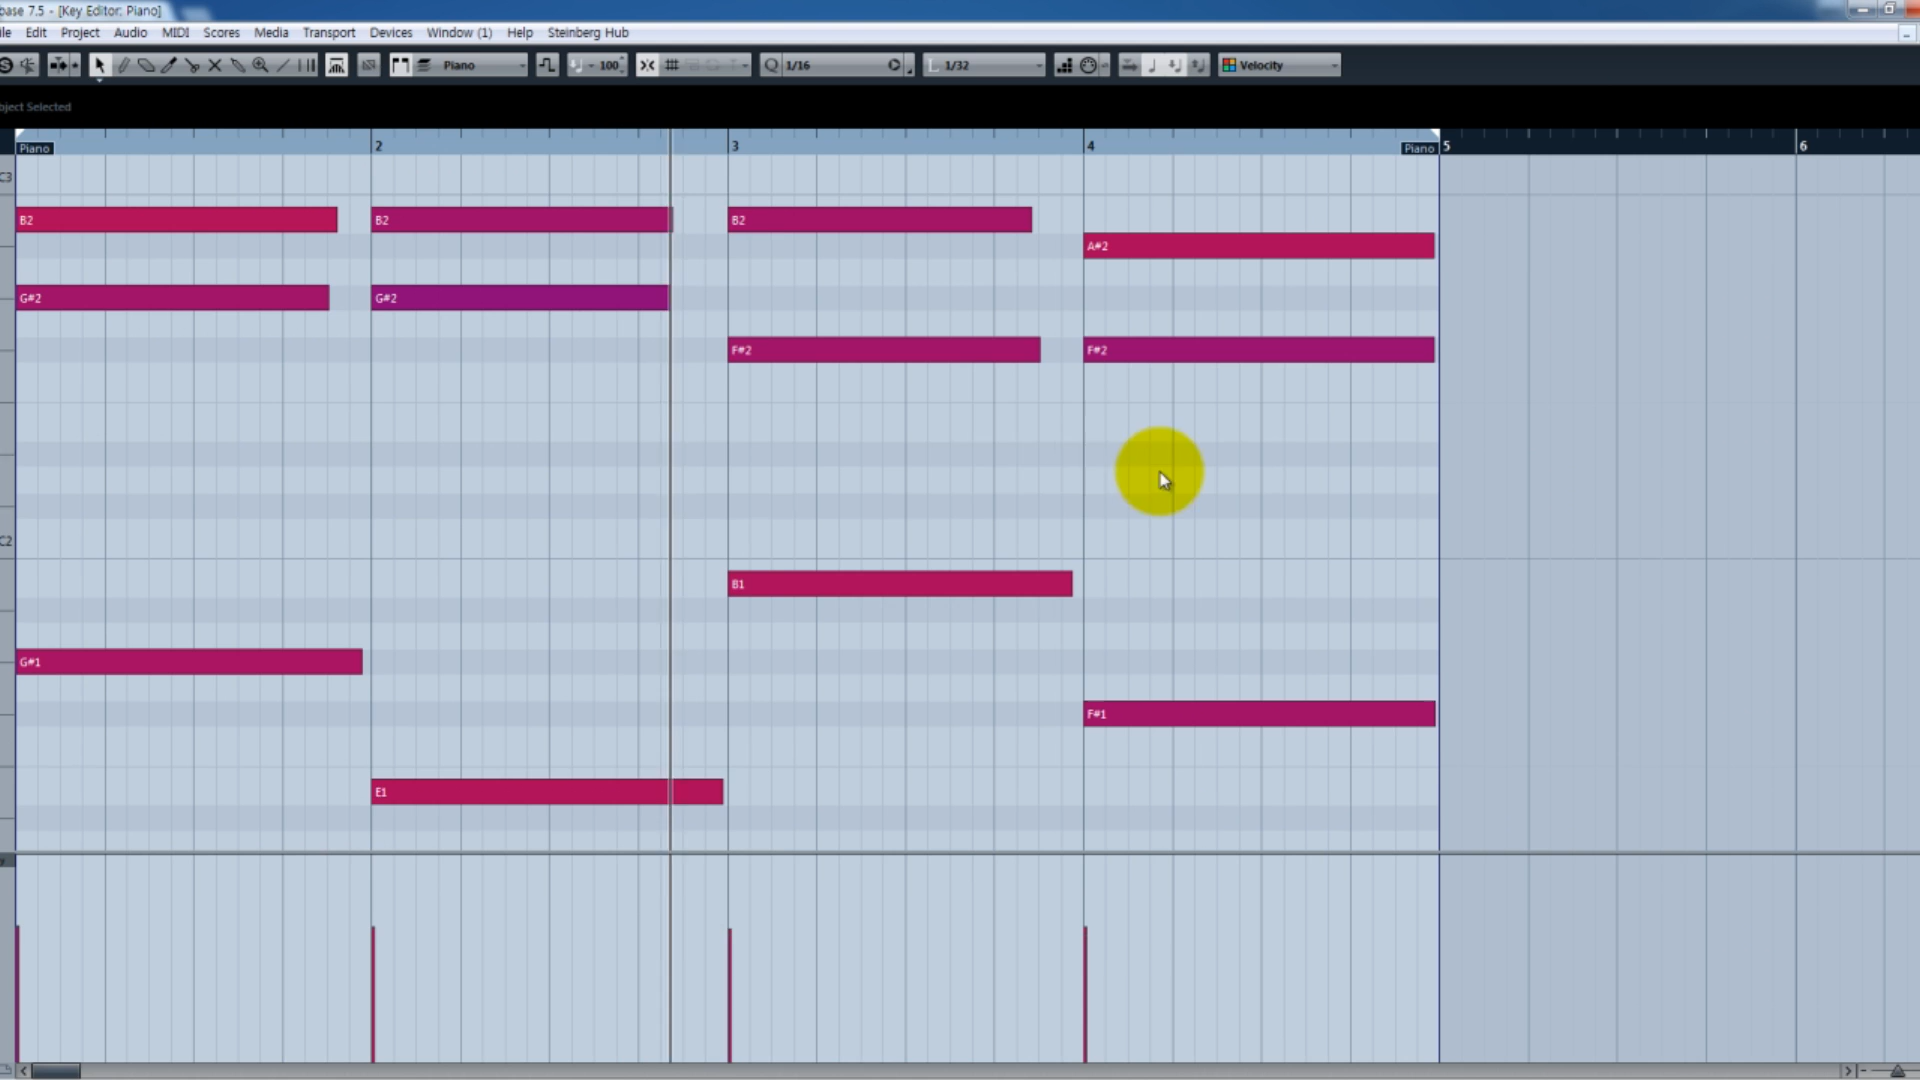 base 7.5 - [Key Editor: Piano]
ile Edit Project Audio MIDI Scores Media Transport Devices Window (1) Help Steinberg Hub
Piano 100 Q 1/16 L 1/32 Velocity
bject Selected
2 3 4 5 6
Piano Piano
C3
B2 B2 B2
A#2
G#2 G#2
F#2 F#2
C2
B1
G#1
F#1
E1